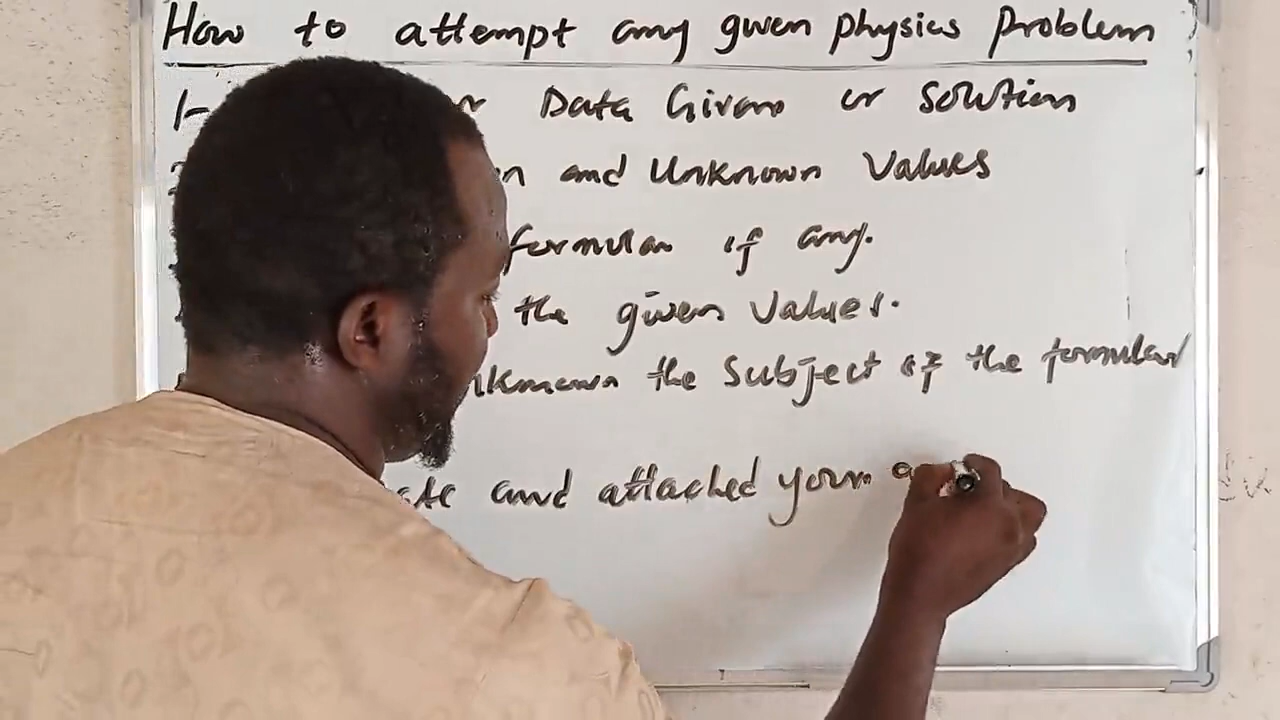 How to attempt any given physics problem
1- Data Given or Solution
and Unknown Values
formular if any.
the given Values.
the Subject of the formular
and attached your